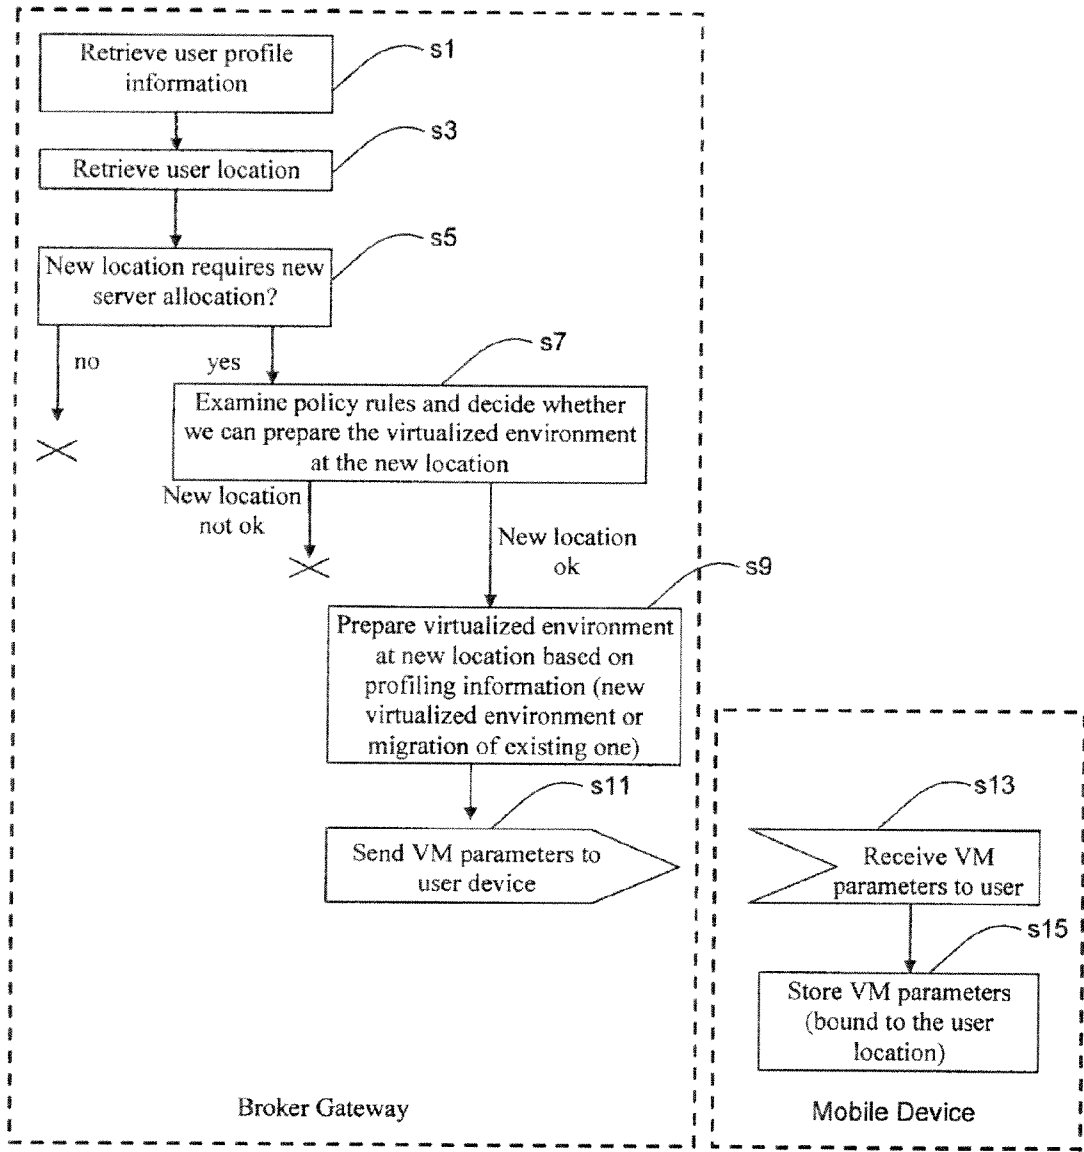 Retrieve user profile
information
s1
Retrieve user location
s3
New location requires new
server allocation?
s5
no
yes
s7
Examine policy rules and decide whether
we can prepare the virtualized environment
at the new location
New location
not ok
New location
ok
s9
Prepare virtualized environment
at new location based on
profiling information (new
virtualized environment or
migration of existing one)
s11
Send VM parameters to
user device
s13
Receive VM
parameters to user
s15
Store VM parameters
(bound to the user
location)
Broker Gateway
Mobile Device